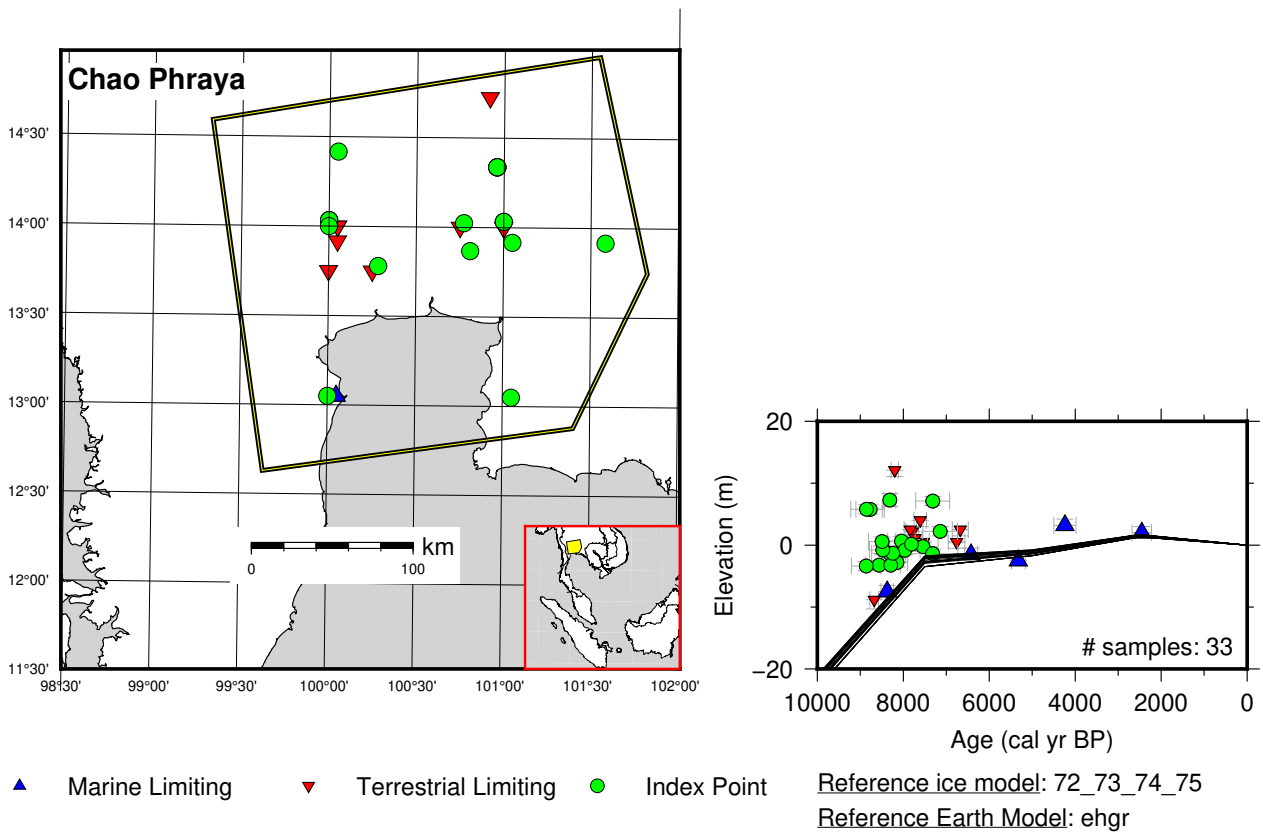 Chao Phraya
14°30'
14°00'
13°30'
13°00'
12°30'
12°00'
11°30'
98°30' 99°00' 99°30' 100°00' 100°30' 101°00' 101°30' 102°00'
km
0 100
20
0
−20
Elevation (m)
# samples: 33
10000 8000 6000 4000 2000 0
Age (cal yr BP)
Marine Limiting Terrestrial Limiting Index Point
Reference ice model: 72_73_74_75
Reference Earth Model: ehgr